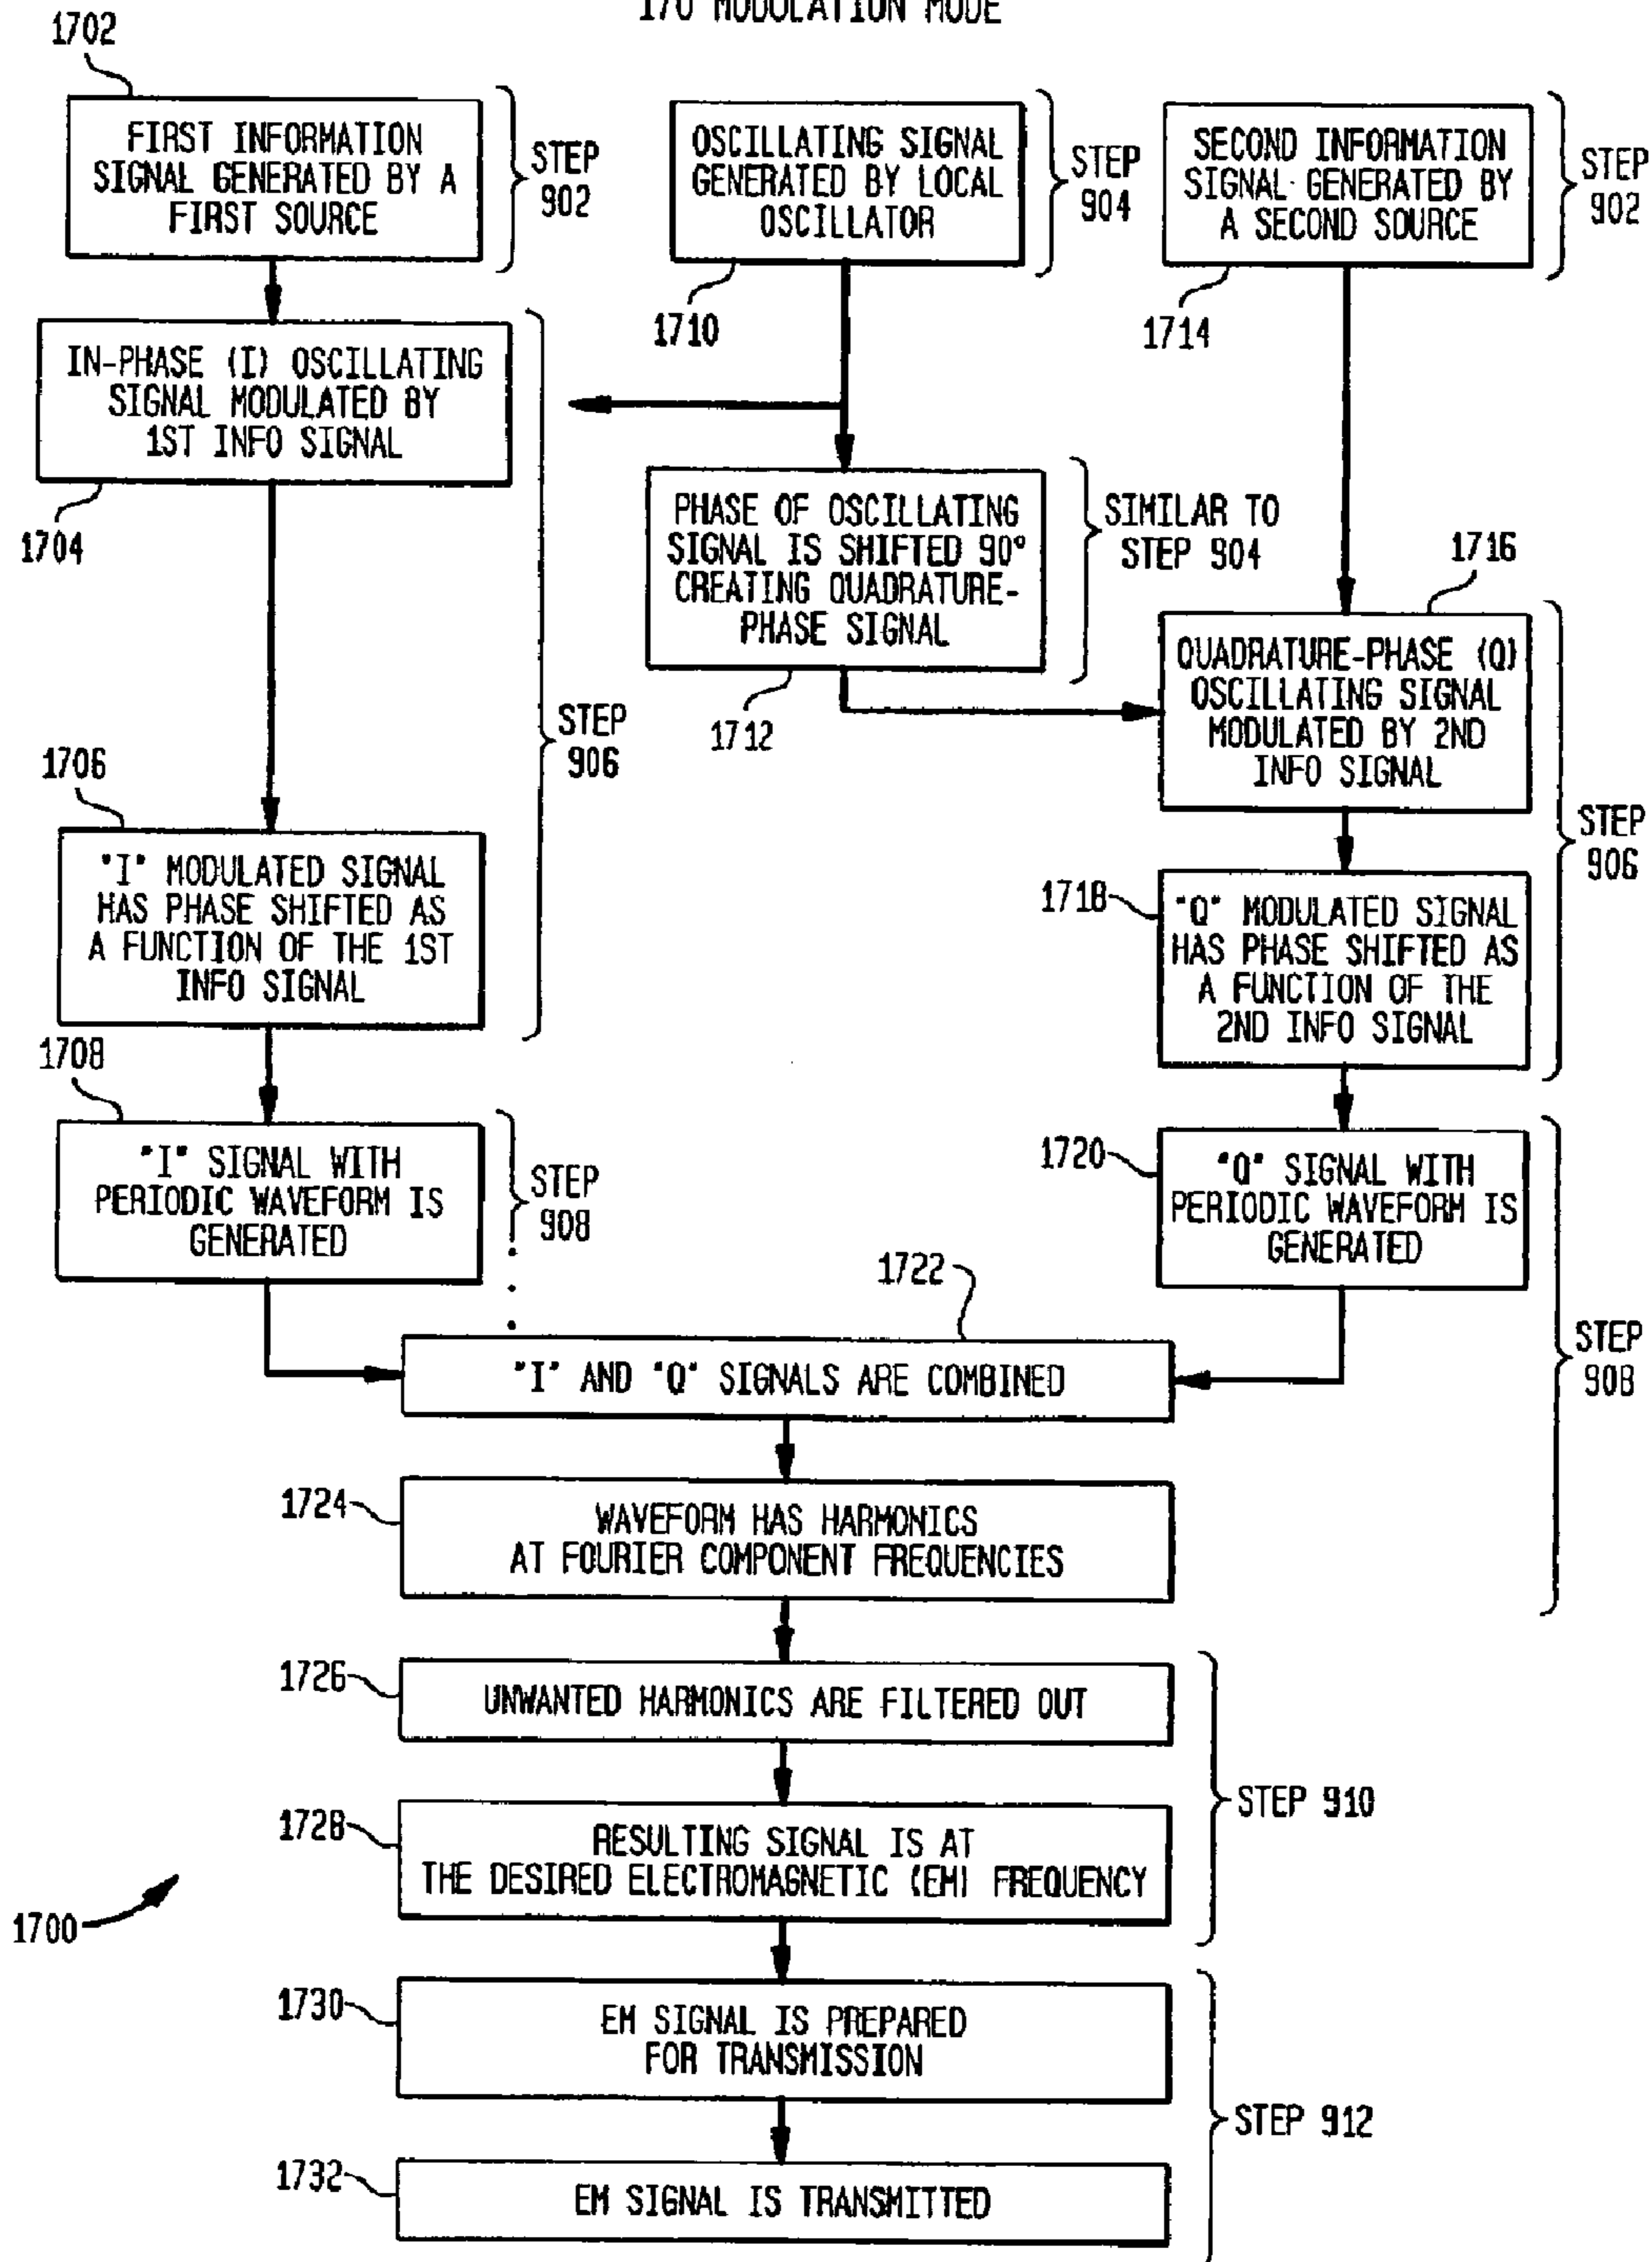 I/Q MODULATION MODE
1702
FIRST INFORMATION
SIGNAL GENERATED BY A
FIRST SOURCE
STEP
902
OSCILLATING SIGNAL
GENERATED BY LOCAL
OSCILLATOR
STEP
904
1710
SECOND INFORMATION
SIGNAL GENERATED BY
A SECOND SOURCE
STEP
902
1714
IN-PHASE (I) OSCILLATING
SIGNAL MODULATED BY
1ST INFO SIGNAL
1704
PHASE OF OSCILLATING
SIGNAL IS SHIFTED 90°
CREATING QUADRATURE-
PHASE SIGNAL
SIMILAR TO
STEP 904
1712
1716
QUADRATURE-PHASE (Q)
OSCILLATING SIGNAL
MODULATED BY 2ND
INFO SIGNAL
STEP
906
1706
"I" MODULATED SIGNAL
HAS PHASE SHIFTED AS
A FUNCTION OF THE 1ST
INFO SIGNAL
STEP
906
1718
"Q" MODULATED SIGNAL
HAS PHASE SHIFTED AS
A FUNCTION OF THE
2ND INFO SIGNAL
1708
"I" SIGNAL WITH
PERIODIC WAVEFORM IS
GENERATED
STEP
908
1720
"Q" SIGNAL WITH
PERIODIC WAVEFORM IS
GENERATED
1722
"I" AND "Q" SIGNALS ARE COMBINED
STEP
908
1724
WAVEFORM HAS HARMONICS
AT FOURIER COMPONENT FREQUENCIES
1726
UNWANTED HARMONICS ARE FILTERED OUT
STEP 910
1728
RESULTING SIGNAL IS AT
THE DESIRED ELECTROMAGNETIC (EM) FREQUENCY
1700
1730
EM SIGNAL IS PREPARED
FOR TRANSMISSION
STEP 912
1732
EM SIGNAL IS TRANSMITTED